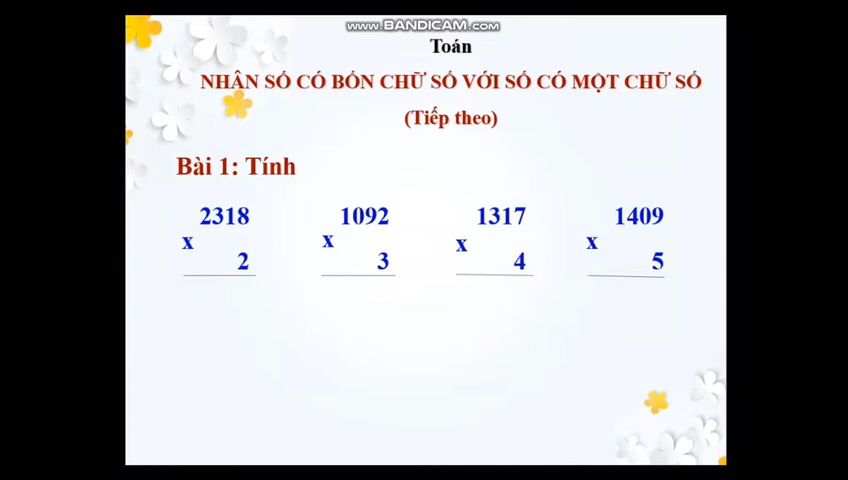 www.BANDICAM.com
Toán
NHÂN SỐ CÓ BỐN CHỮ SỐ VỚI SỐ CÓ MỘT CHỮ SỐ
(Tiếp theo)
Bài 1: Tính
2318 1092 1317 1409
x x x x
2 3 4 5